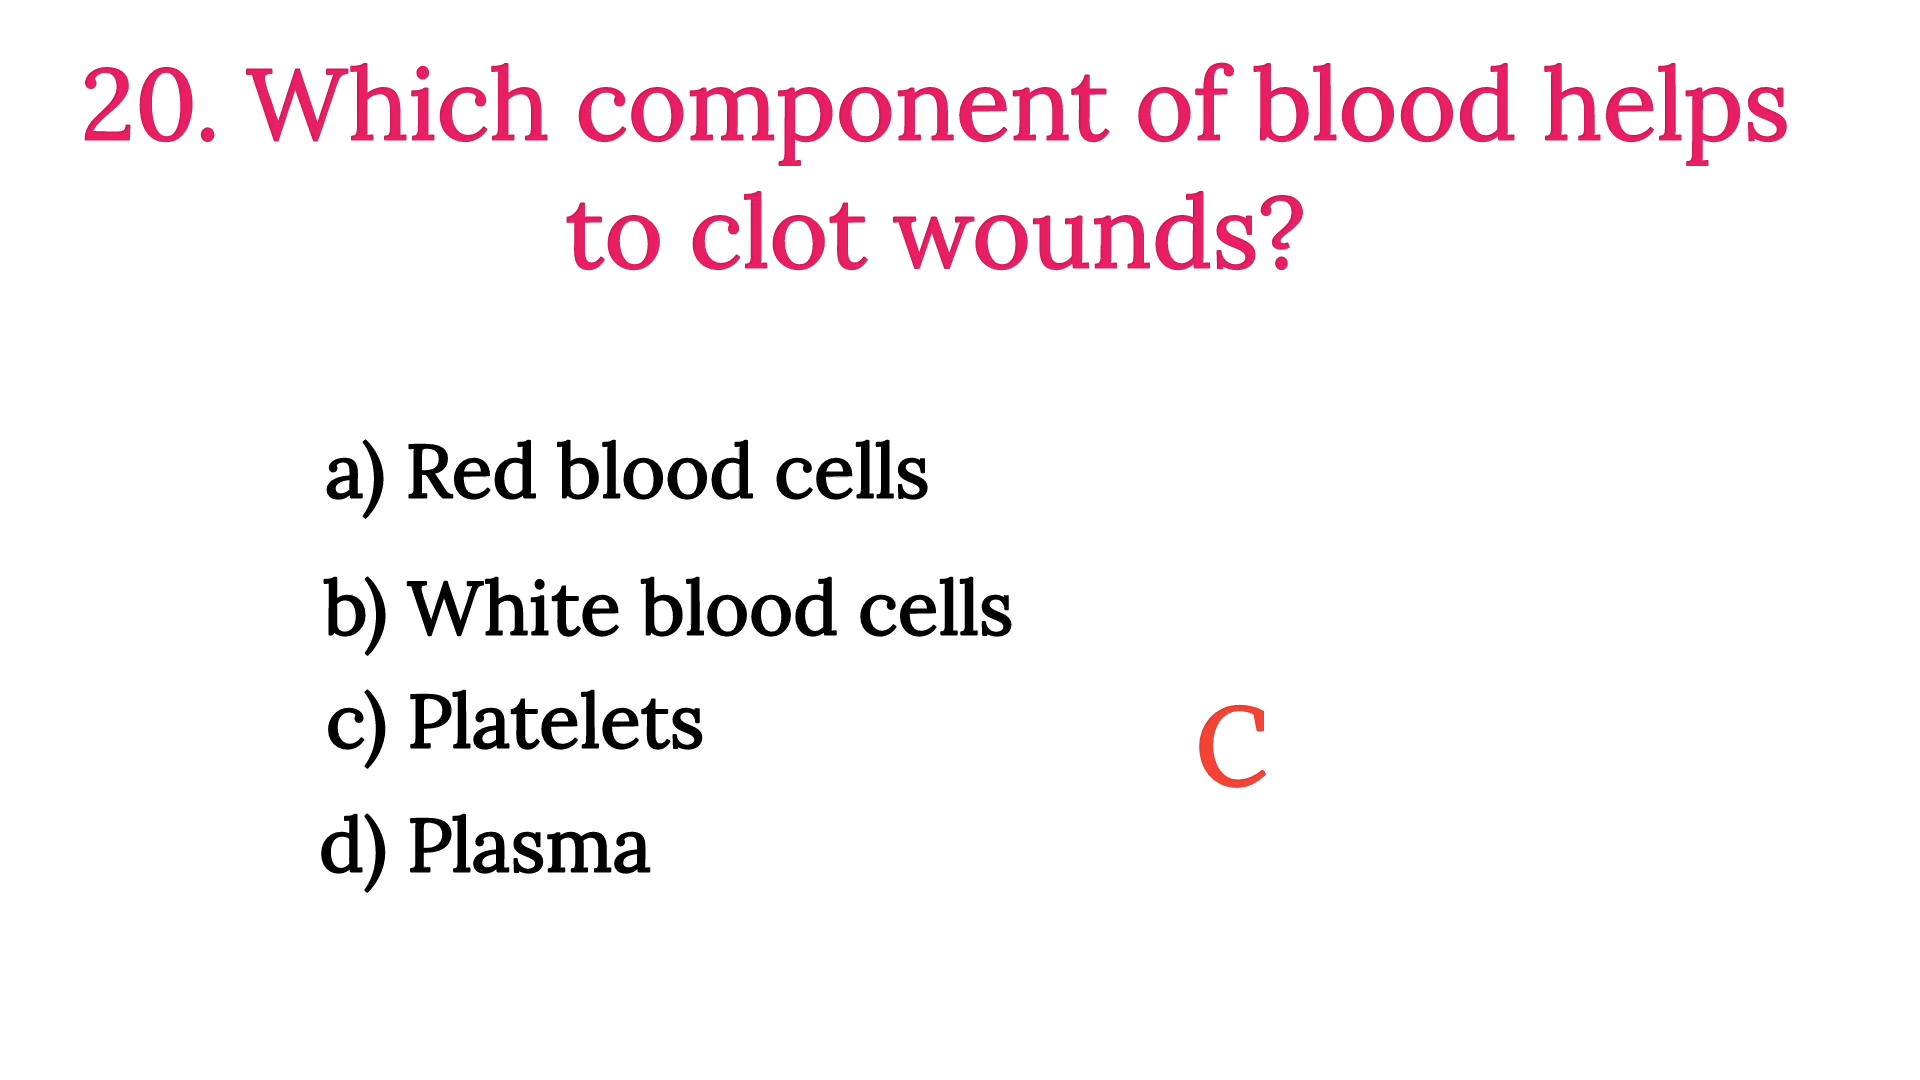 20. Which component of blood helps
to clot wounds?
a) Red blood cells
b) White blood cells
c) Platelets
C
d) Plasma